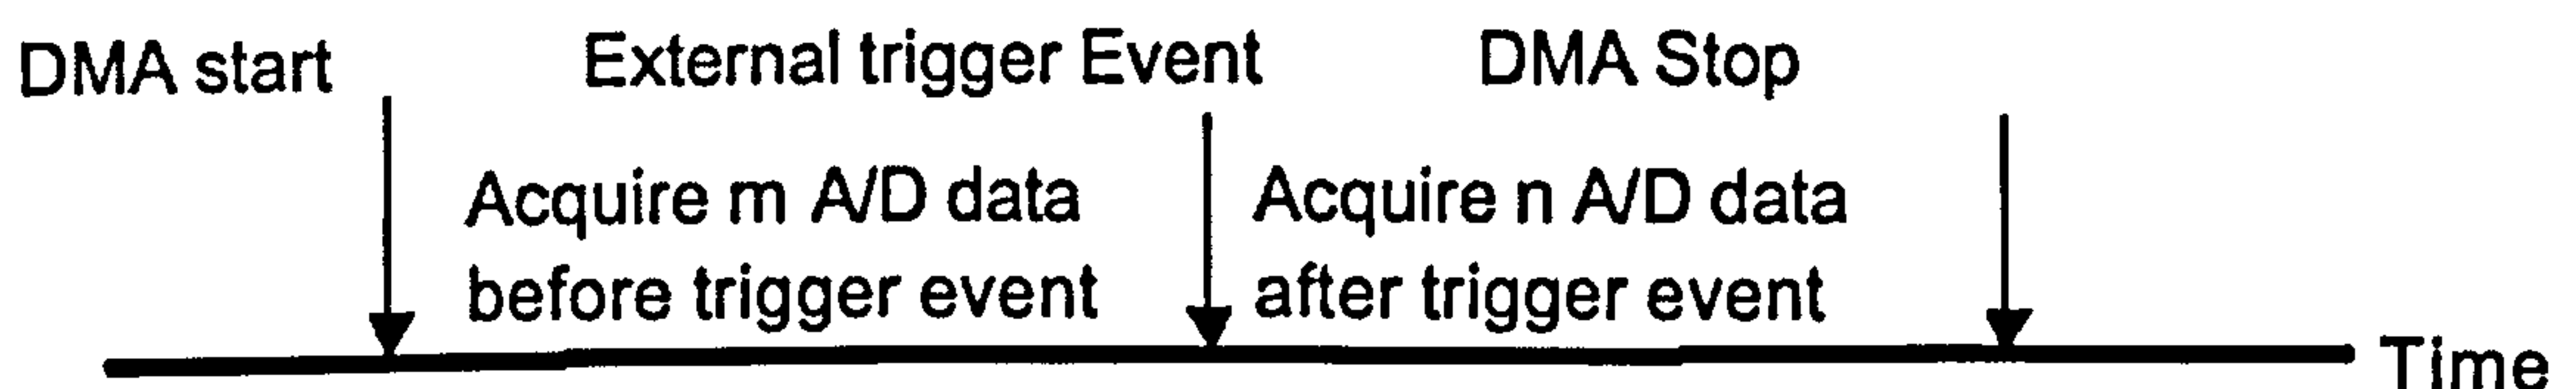 DMA start
External trigger Event
DMA Stop
Acquire m A/D data
before trigger event
Acquire n A/D data
after trigger event
Time